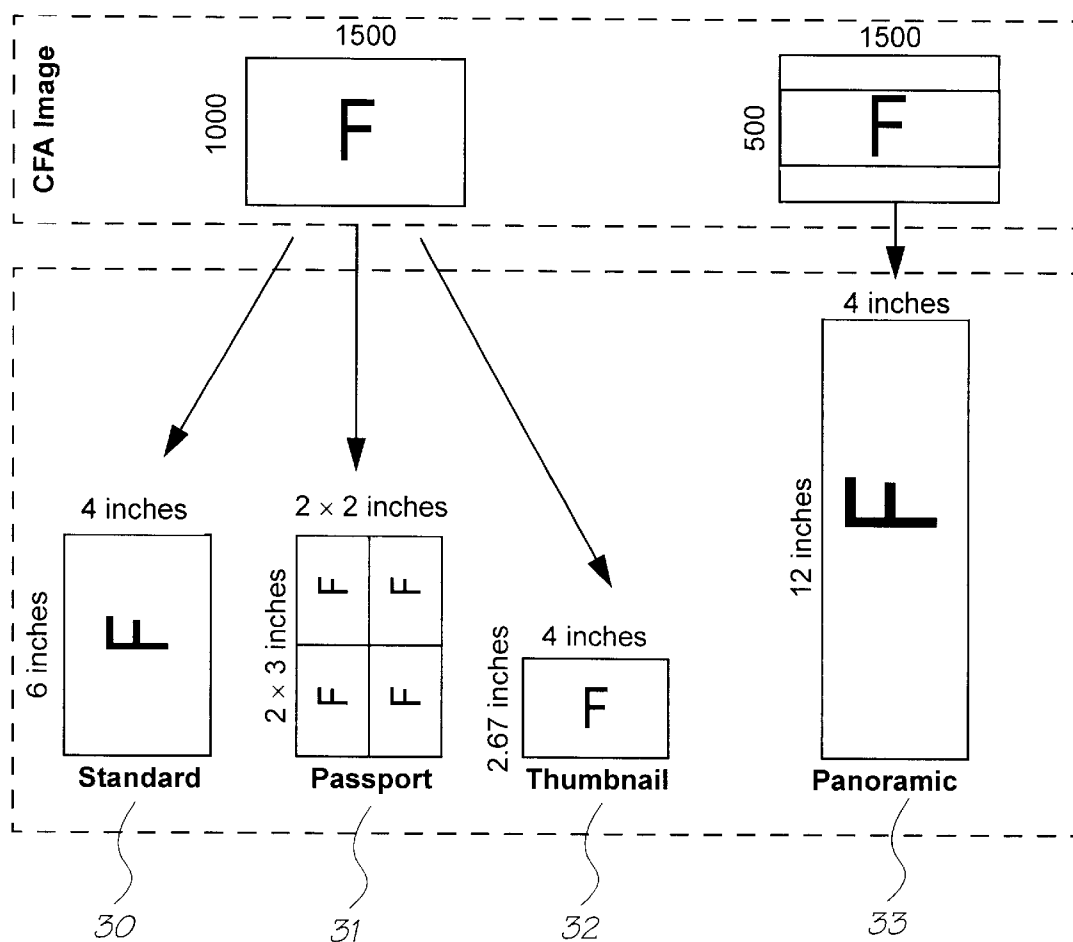 CFA Image
1500
1000
F
1500
500
F
4 inches
6 inches
F
Standard
30
2 × 2 inches
2 × 3 inches
F F
F F
Passport
31
4 inches
2.67 inches
F
Thumbnail
32
4 inches
12 inches
F
Panoramic
33